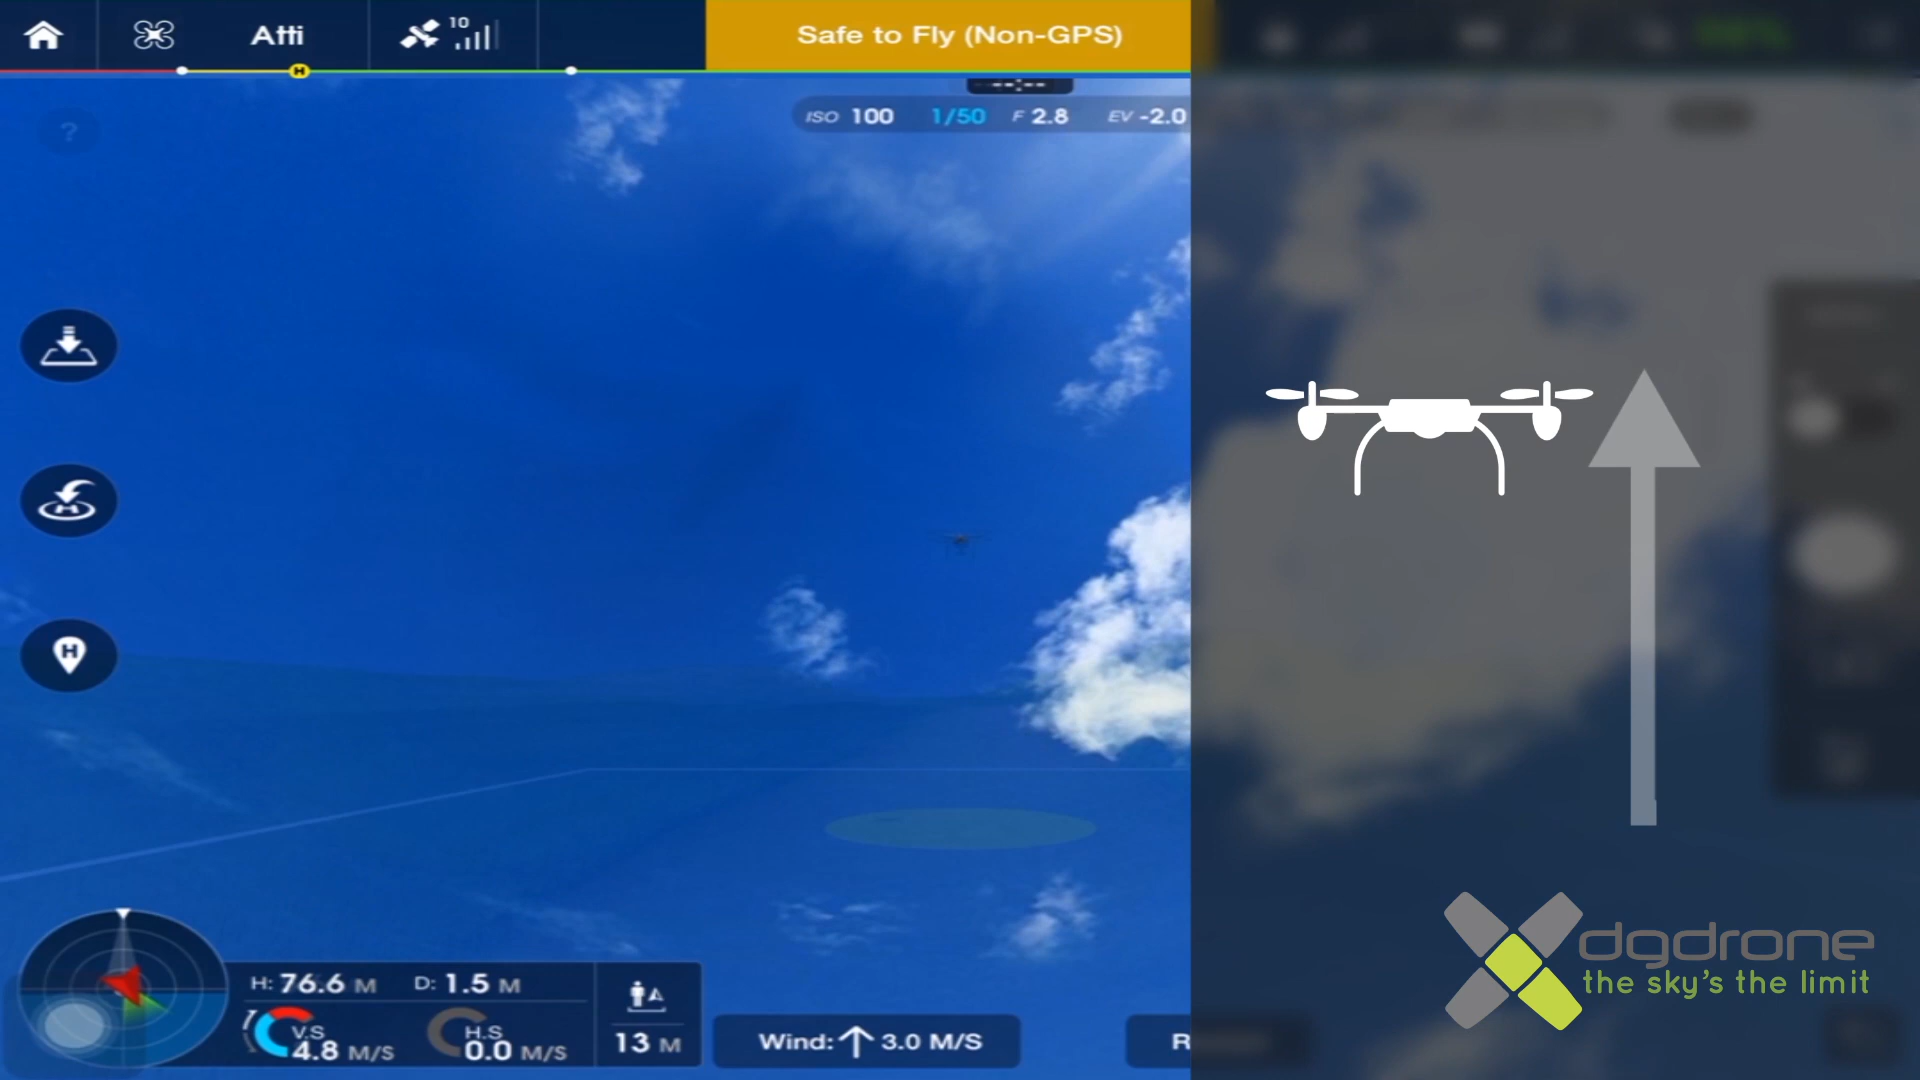 Atti
10
Safe to Fly (Non-GPS)
ISO 100 1/50 F 2.8 EV -2.0
?
H
H: 76.6 M D: 1.5 M
V.S 4.8 M/S H.S 0.0 M/S
13 M
Wind: 3.0 M/S
R
dgdrone
the sky's the limit